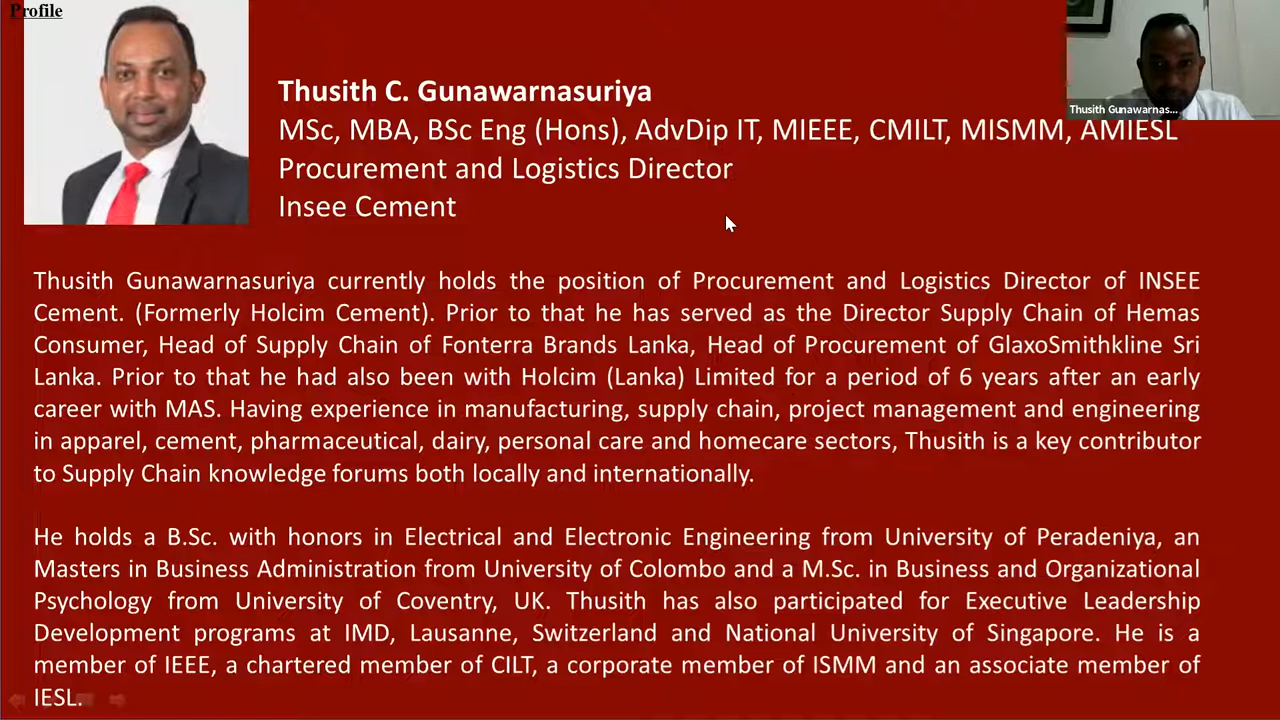 Profile
Thusith Gunawarnas...
Thusith C. Gunawarnasuriya
MSc, MBA, BSc Eng (Hons), AdvDip IT, MIEEE, CMILT, MISMM, AMIESL
Procurement and Logistics Director
Insee Cement
Thusith Gunawarnasuriya currently holds the position of Procurement and Logistics Director of INSEE
Cement. (Formerly Holcim Cement). Prior to that he has served as the Director Supply Chain of Hemas
Consumer, Head of Supply Chain of Fonterra Brands Lanka, Head of Procurement of GlaxoSmithkline Sri
Lanka. Prior to that he had also been with Holcim (Lanka) Limited for a period of 6 years after an early
career with MAS. Having experience in manufacturing, supply chain, project management and engineering
in apparel, cement, pharmaceutical, dairy, personal care and homecare sectors, Thusith is a key contributor
to Supply Chain knowledge forums both locally and internationally.
He holds a B.Sc. with honors in Electrical and Electronic Engineering from University of Peradeniya, an
Masters in Business Administration from University of Colombo and a M.Sc. in Business and Organizational
Psychology from University of Coventry, UK. Thusith has also participated for Executive Leadership
Development programs at IMD, Lausanne, Switzerland and National University of Singapore. He is a
member of IEEE, a chartered member of CILT, a corporate member of ISMM and an associate member of
IESL.